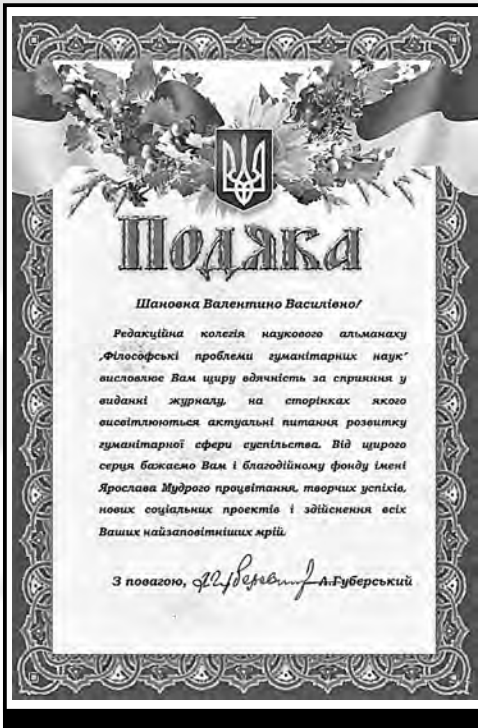 Подяка
Шановна Валентино Василівно!
Редакційна колегія наукового альманаху
„Філософські проблеми гуманітарних наук"
висловлює Вам щиру вдячність за сприяння у
виданні журналу, на сторінках якого
висвітлюються актуальні питання розвитку
гуманітарної сфери суспільства. Від щирого
серця бажаємо Вам і благодійному фонду імені
Ярослава Мудрого процвітання, творчих успіхів,
нових соціальних проектів і здійснення всіх
Ваших найзаповітніших мрій.
З повагою, Л.Губерський